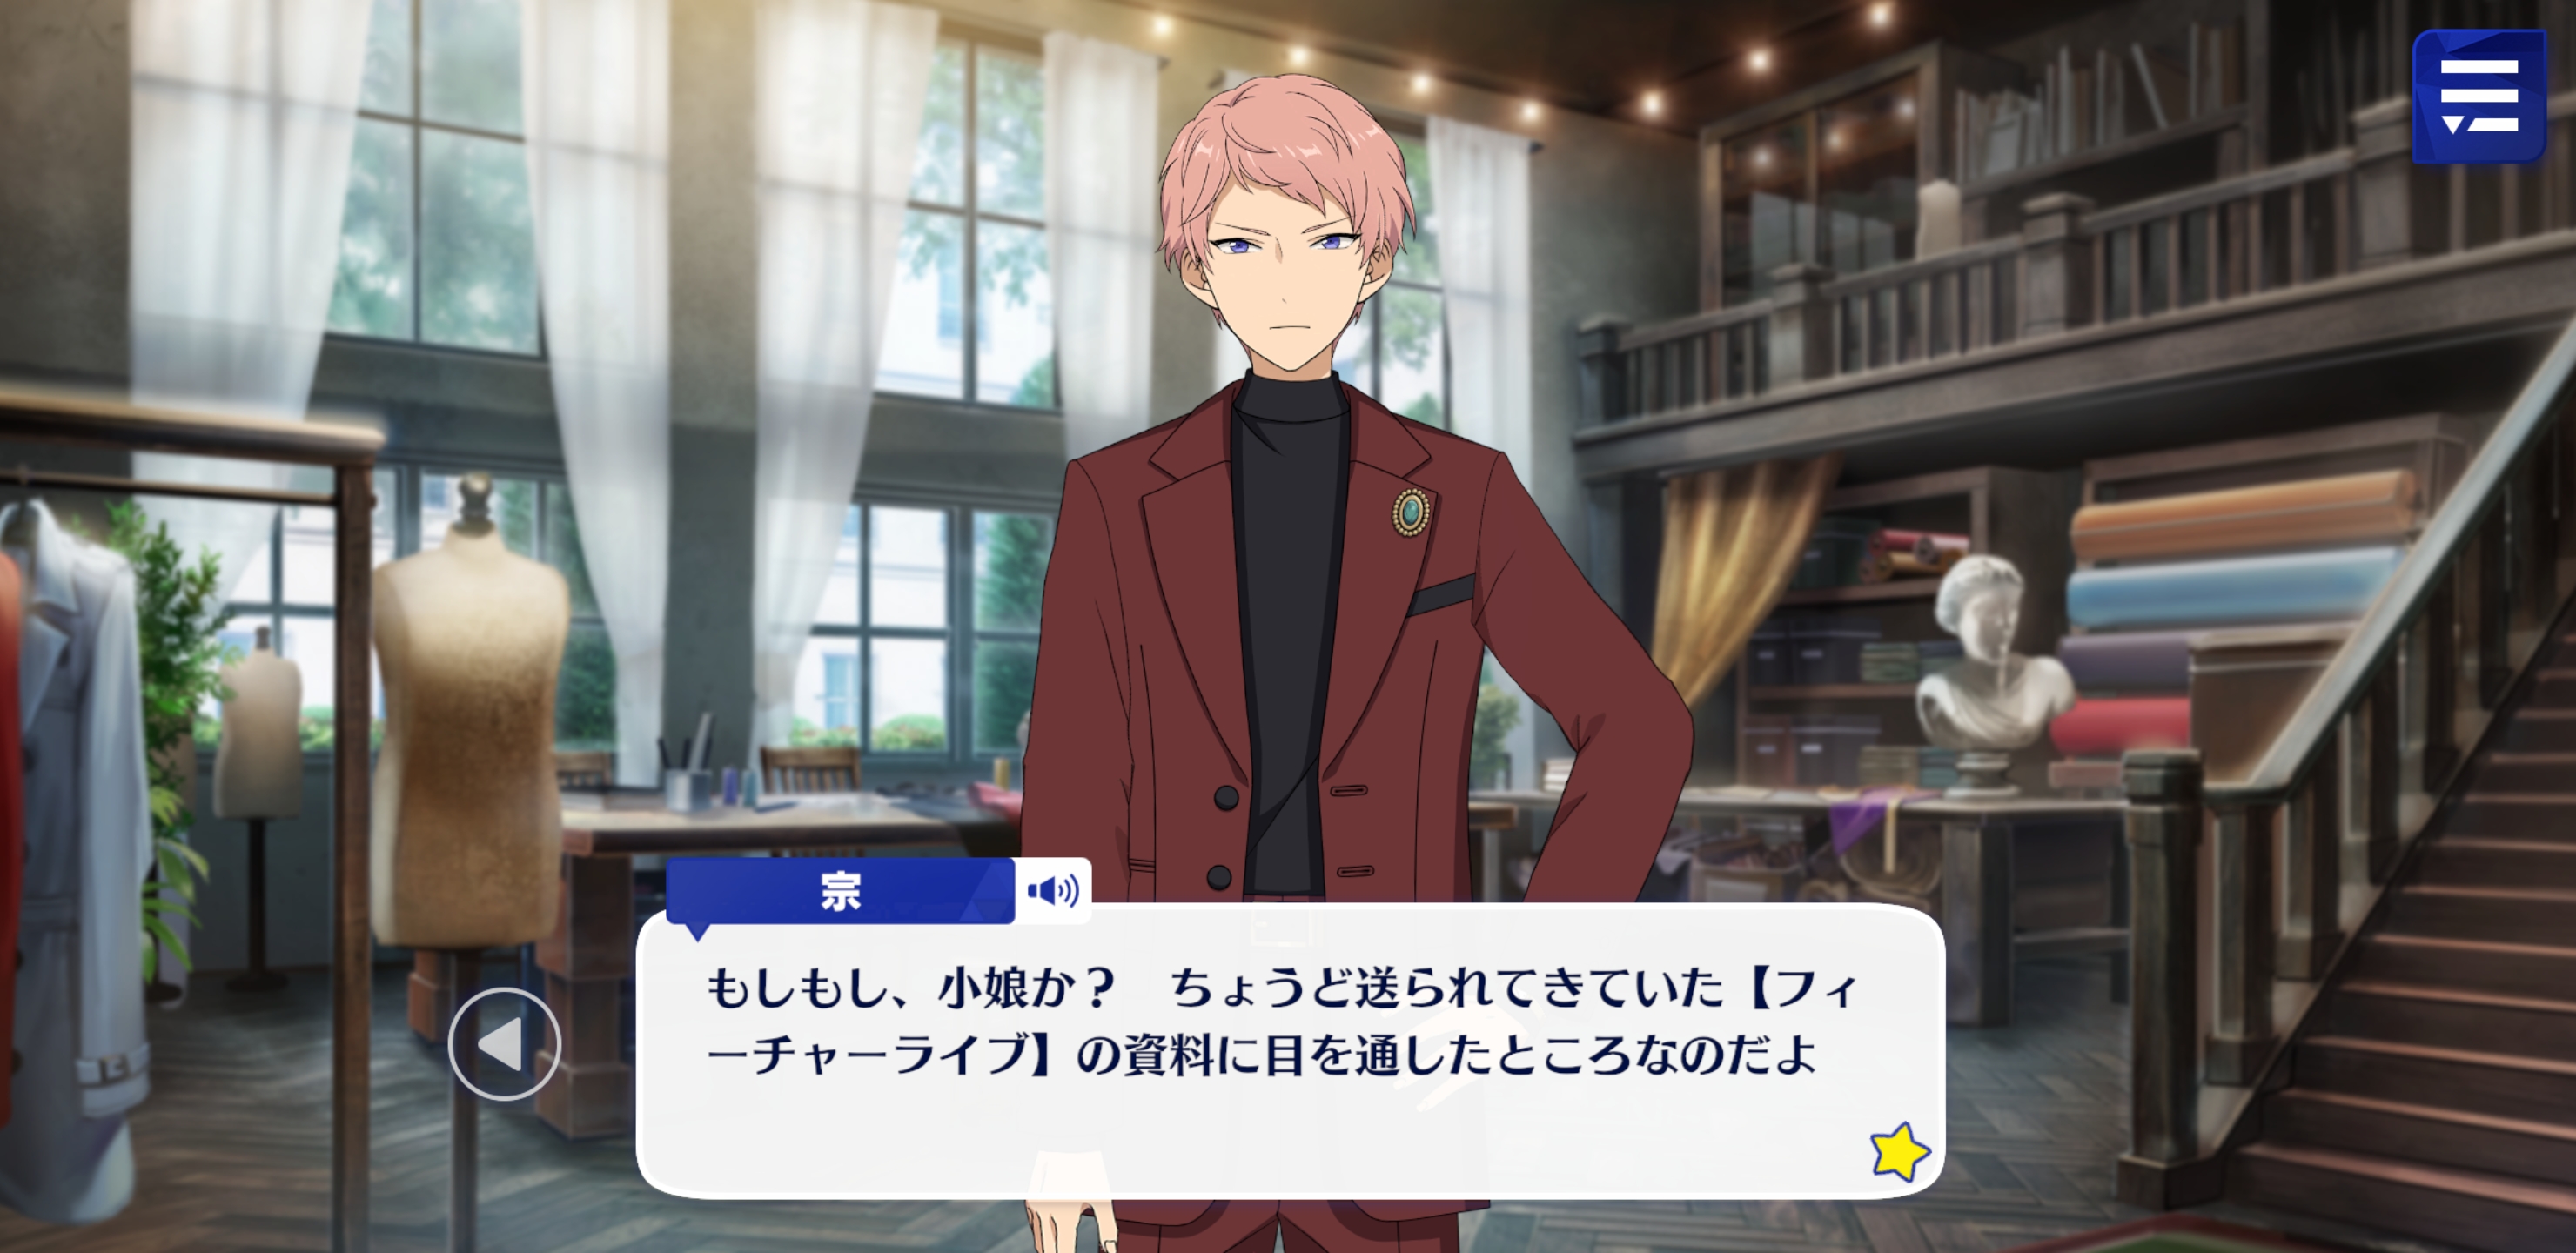 宗
もしもし、小娘か？　ちょうど送られてきていた【フィ
ーチャーライブ】の資料に目を通したところなのだよ